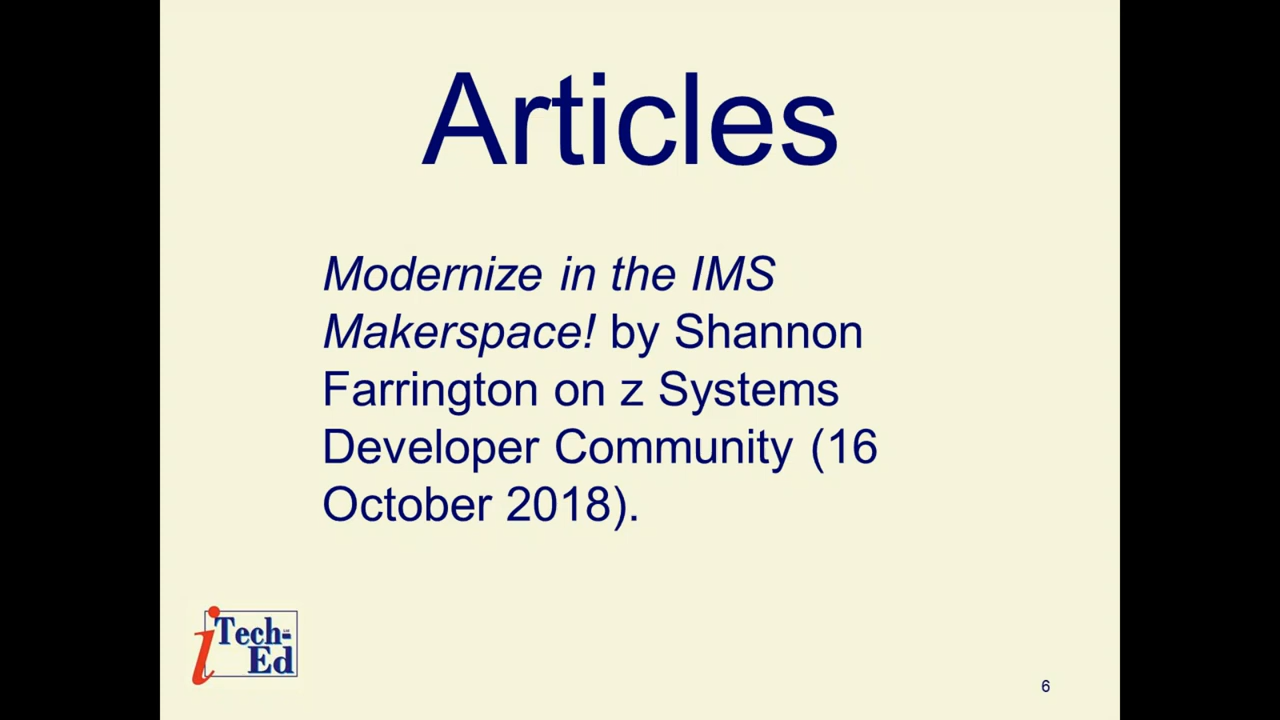 Articles
Modernize in the IMS
Makerspace! by Shannon
Farrington on z Systems
Developer Community (16
October 2018).
iTech-
Ed
6